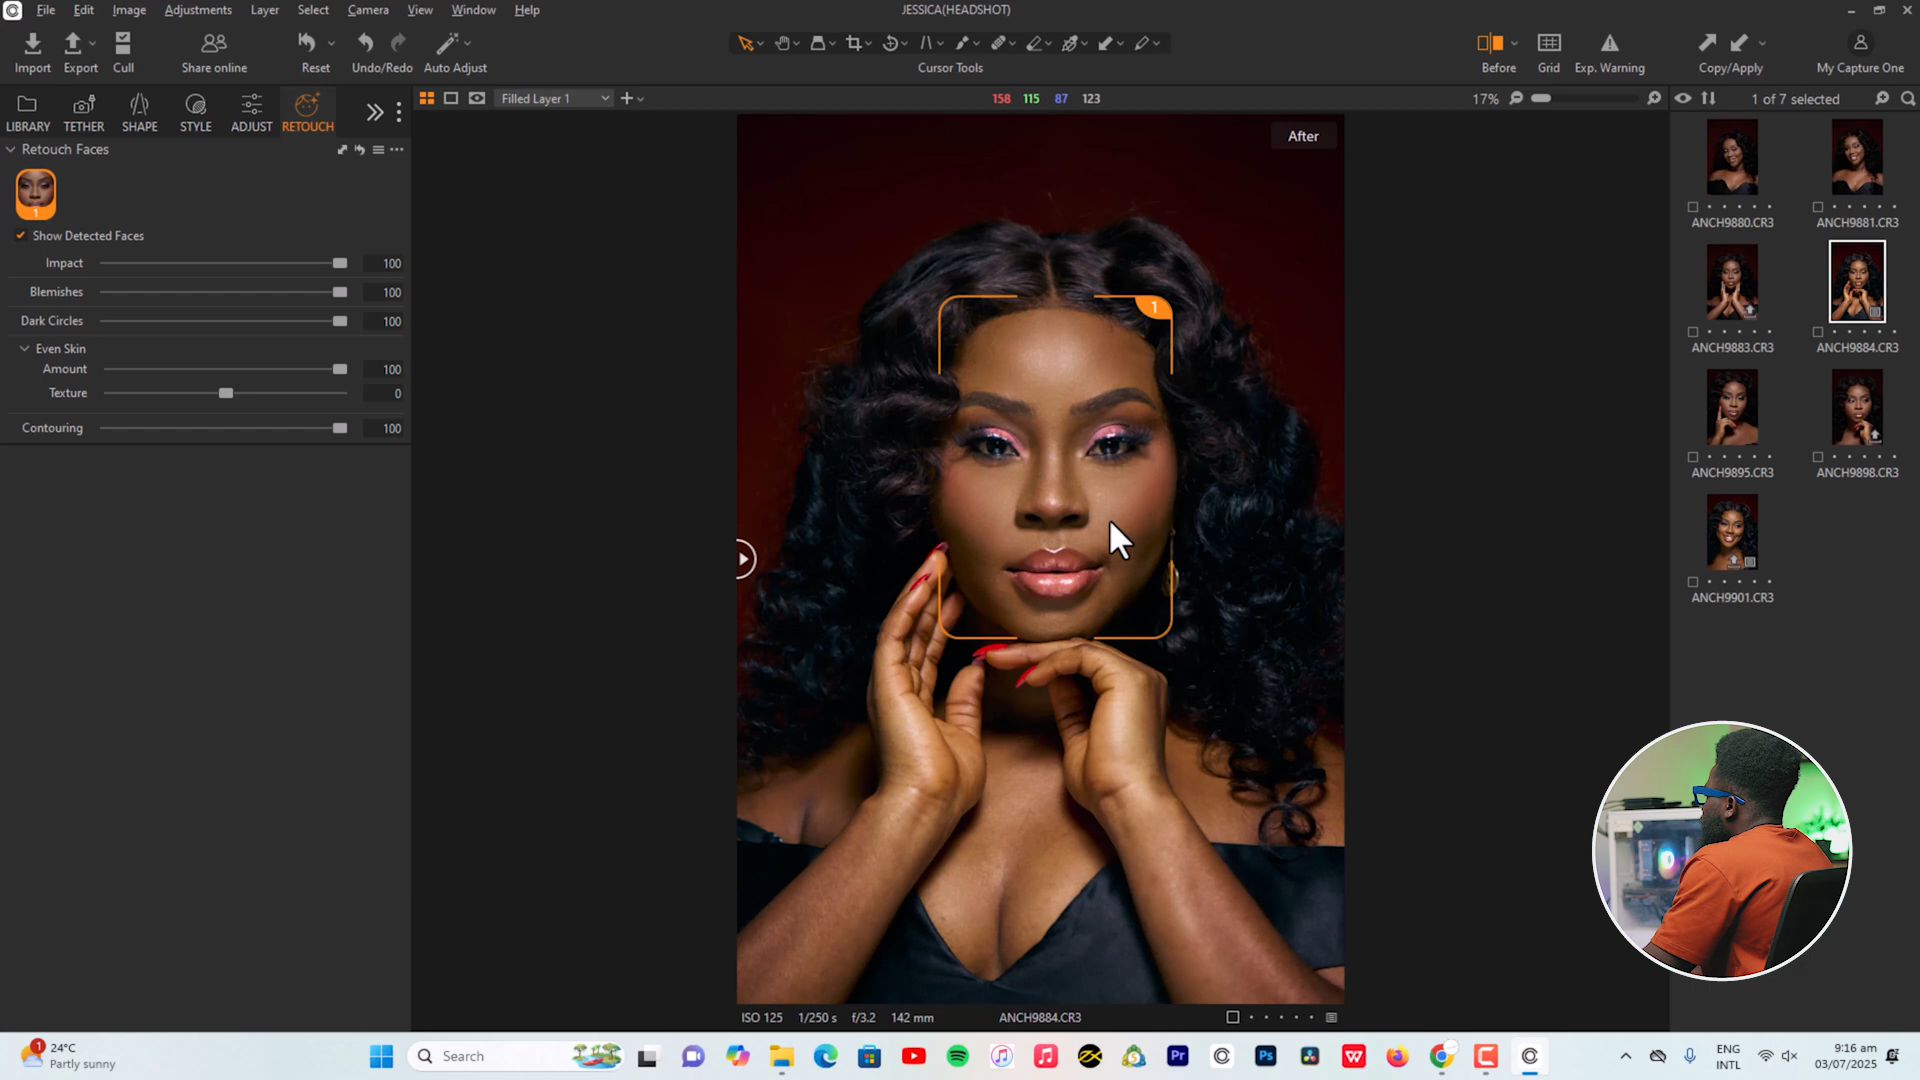 File Edit Image Adjustments Layer Select Camera View Window Help
JESSICA(HEADSHOT)
Import Export Cull Share online Reset Undo/Redo Auto Adjust
Cursor Tools
Before Grid Exp. Warning Copy/Apply My Capture One
LIBRARY TETHER SHAPE STYLE ADJUST RETOUCH
Filled Layer 1
158 115 87 123
17%
1 of 7 selected
Retouch Faces
1
Show Detected Faces
Impact 100
Blemishes 100
Dark Circles 100
Even Skin
Amount 100
Texture 0
Contouring 100
After
1
ANCH9880.CR3 ANCH9881.CR3
ANCH9883.CR3 ANCH9884.CR3
ANCH9895.CR3 ANCH9898.CR3
ANCH9901.CR3
ISO 125 1/250 s f/3.2 142 mm ANCH9884.CR3
1
24°C
Partly sunny
Search
Pr
Ps
W
ENG
INTL
9:16 am
03/07/2025